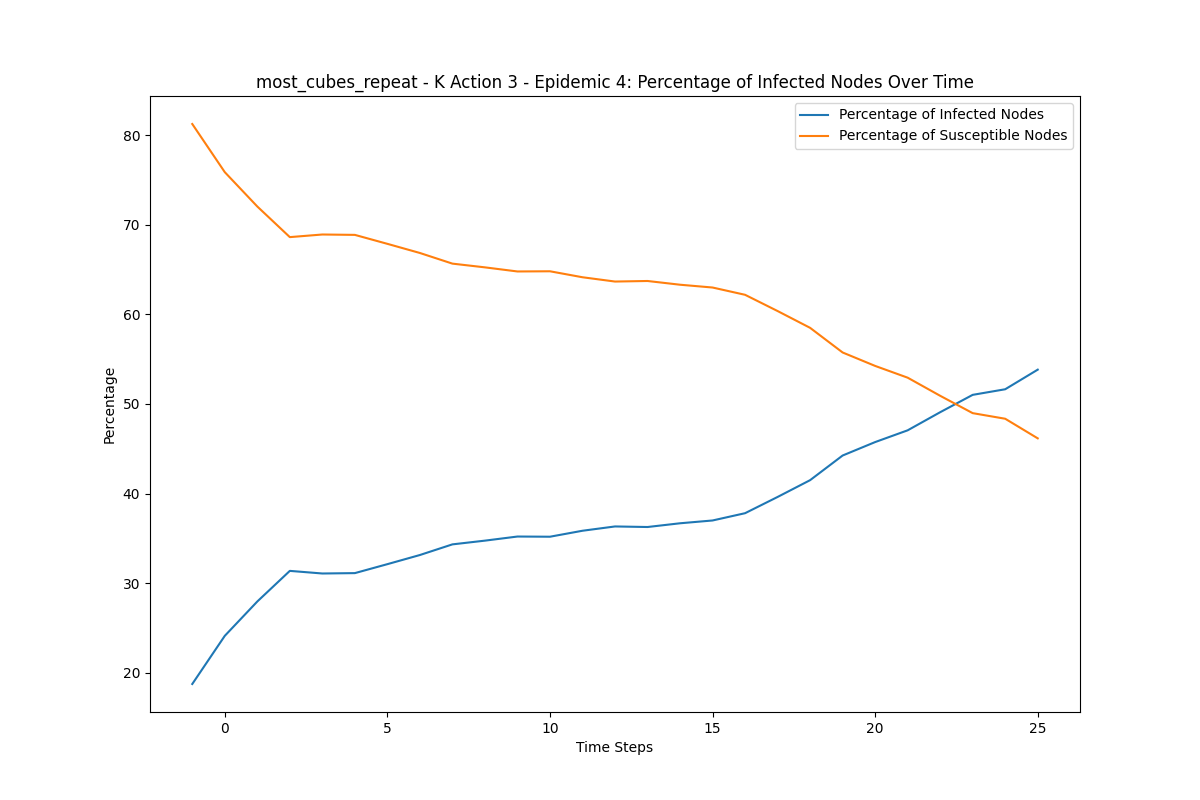 most_cubes_repeat - K Action 3 - Epidemic 4: Percentage of Infected Nodes Over Time
Percentage of Infected Nodes
Percentage of Susceptible Nodes
80
70
60
50
40
30
20
Percentage
0 5 10 15 20 25
Time Steps